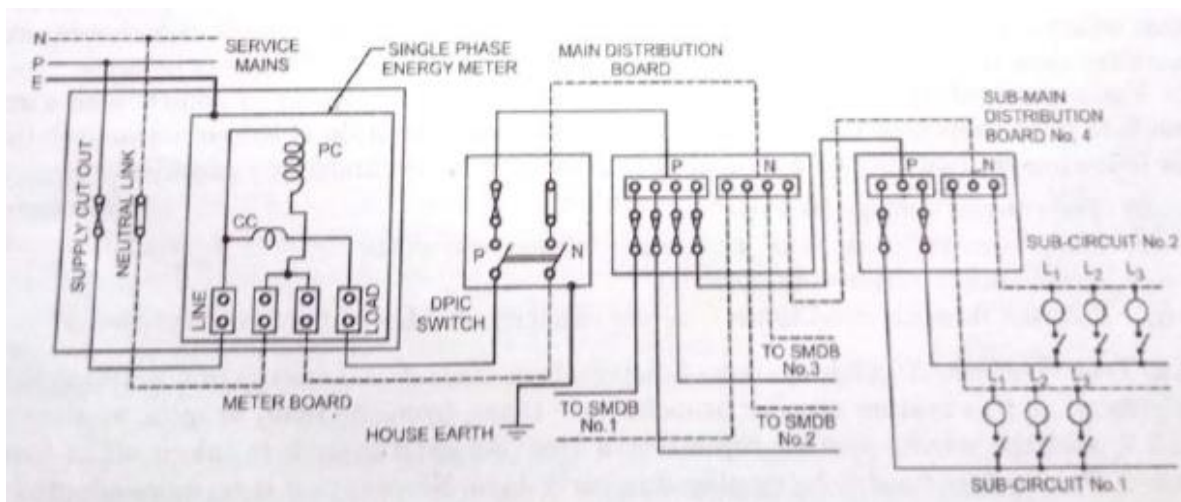 N
P
E
SERVICE
MAINS
SINGLE PHASE
ENERGY METER
MAIN DISTRIBUTION
BOARD
SUB-MAIN
DISTRIBUTION
BOARD No. 4
SUPPLY CUT OUT
NEUTRAL LINK
PC
CC
LINE
LOAD
METER BOARD
P
N
DPIC
SWITCH
HOUSE EARTH
P
N
P
N
TO SMDB
No.1
TO SMDB
No.3
TO SMDB
No.2
SUB-CIRCUIT No.2
L1 L2 L3
L1 L2 L3
SUB-CIRCUIT No.1